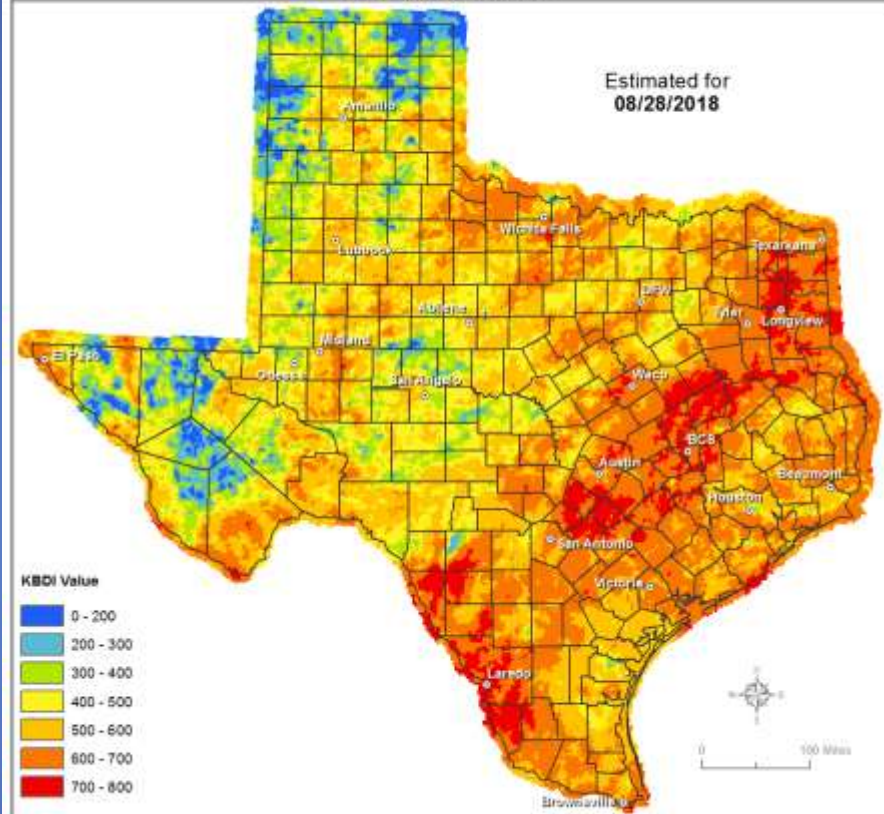 Estimated for
08/28/2018
Amarillo
Lubbock
Wichita Falls
Texarkana
DFW
Abilene
Tyler
Longview
Midland
El Paso
Odessa
San Angelo
Waco
BCS
Austin
Beaumont
Houston
San Antonio
Victoria
Laredo
Brownsville
KBDI Value
0 - 200
200 - 300
300 - 400
400 - 500
500 - 600
600 - 700
700 - 800
0 100 Miles